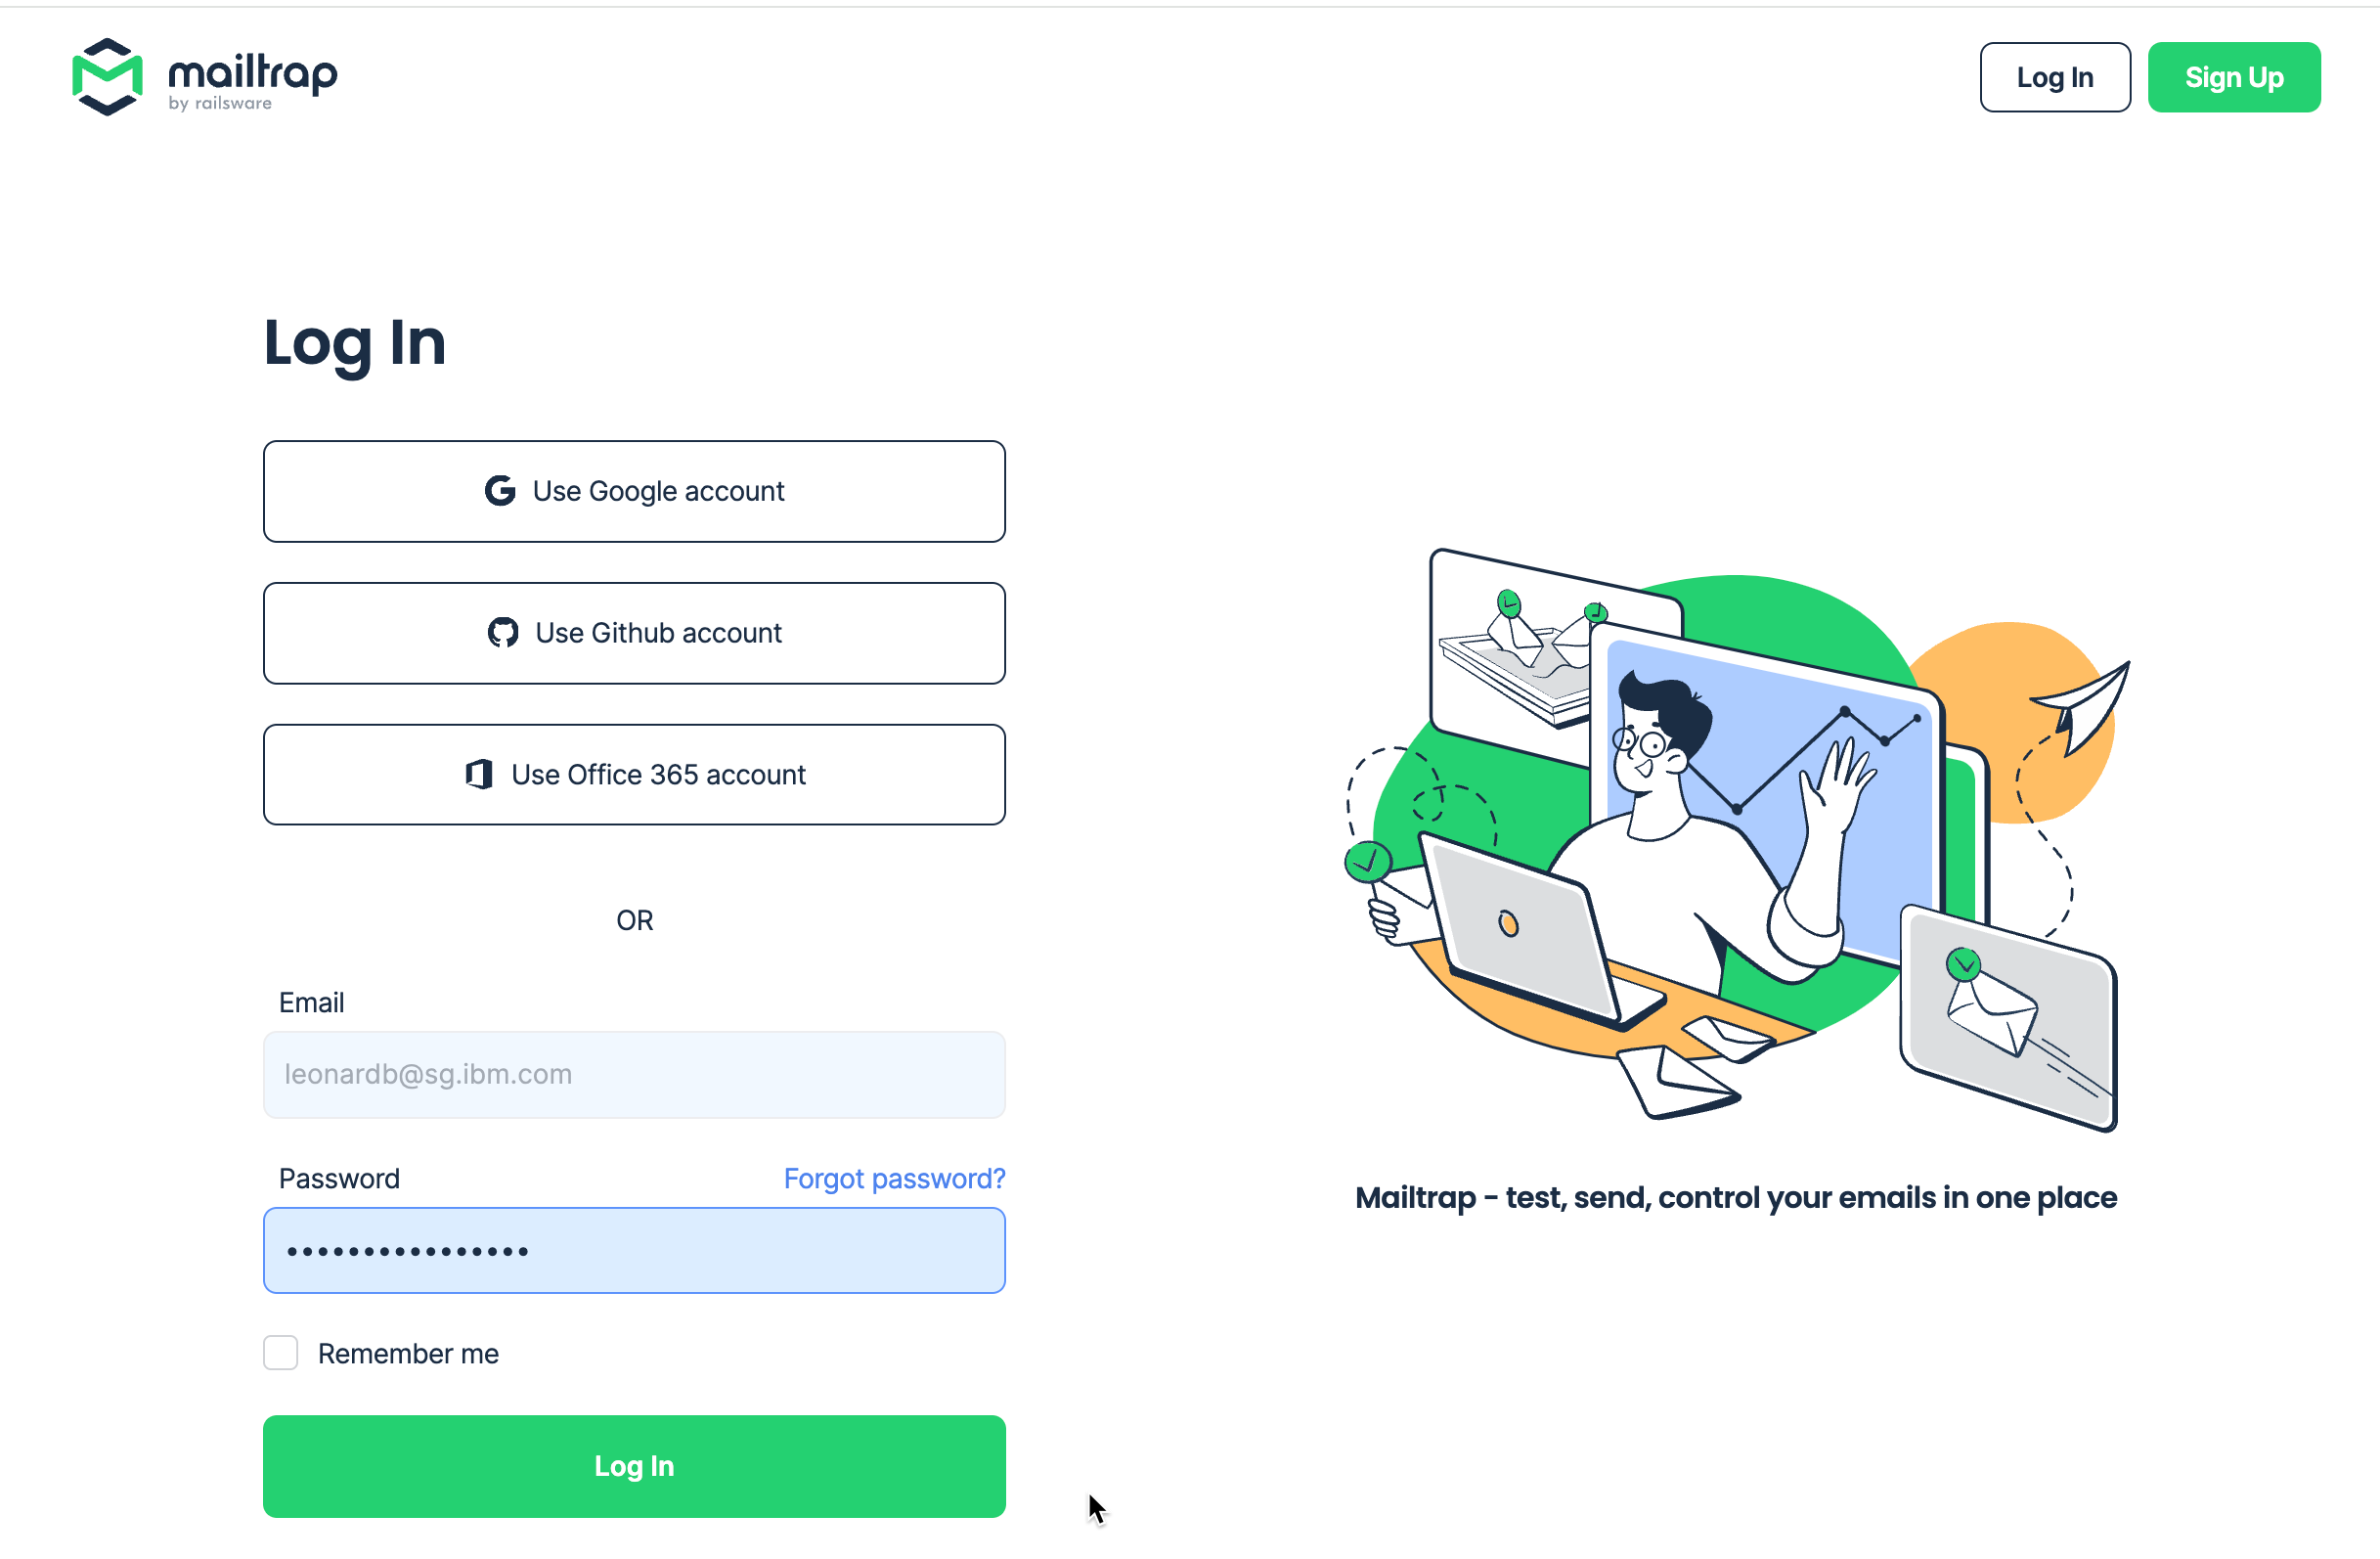 mailtrap
by railsware
Log In
Sign Up
Log In
Use Google account
Use Github account
Use Office 365 account
OR
Email
leonardb@sg.ibm.com
Password
Forgot password?
••••••••••••••••
Remember me
Log In
Mailtrap - test, send, control your emails in one place